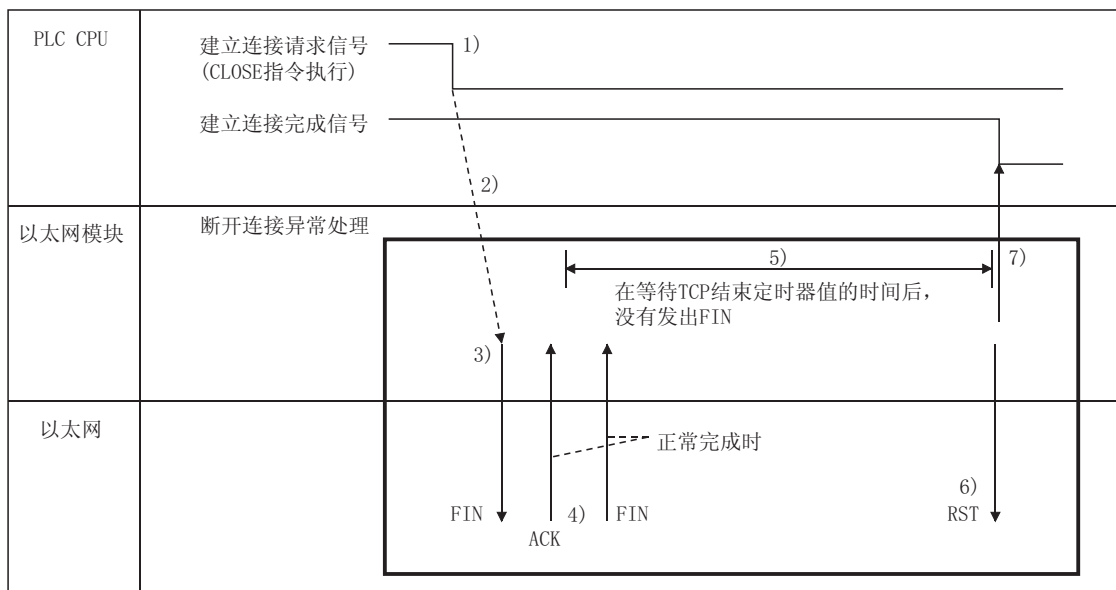 PLC CPU
建立连接请求信号
(CLOSE指令执行)
1)
建立连接完成信号
2)
以太网模块
断开连接异常处理
5)
7)
在等待TCP结束定时器值的时间后，
没有发出FIN
3)
以太网
正常完成时
6)
FIN
4)
FIN
RST
ACK